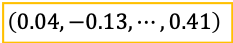 (0.04, −0.13, ⋯, 0.41)